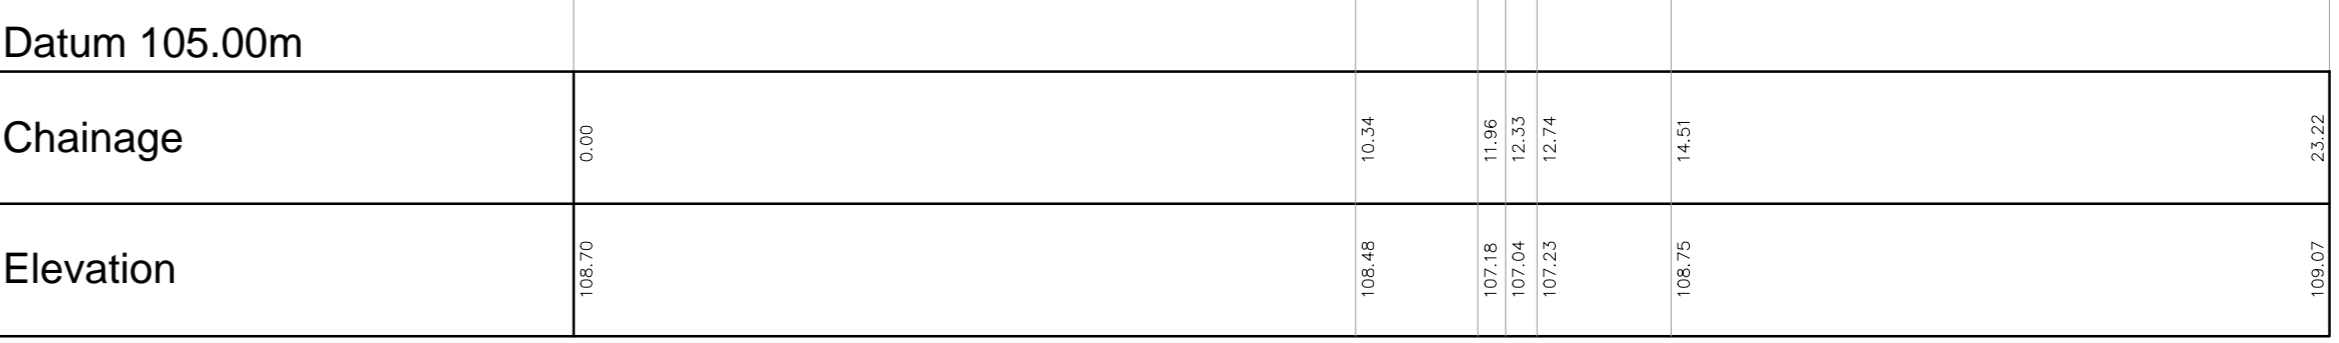 Datum 105.00m
Chainage 0.00 10.34 11.96 12.33 12.74 14.51 23.22
Elevation 108.70 108.48 107.18 107.04 107.23 108.75 109.07